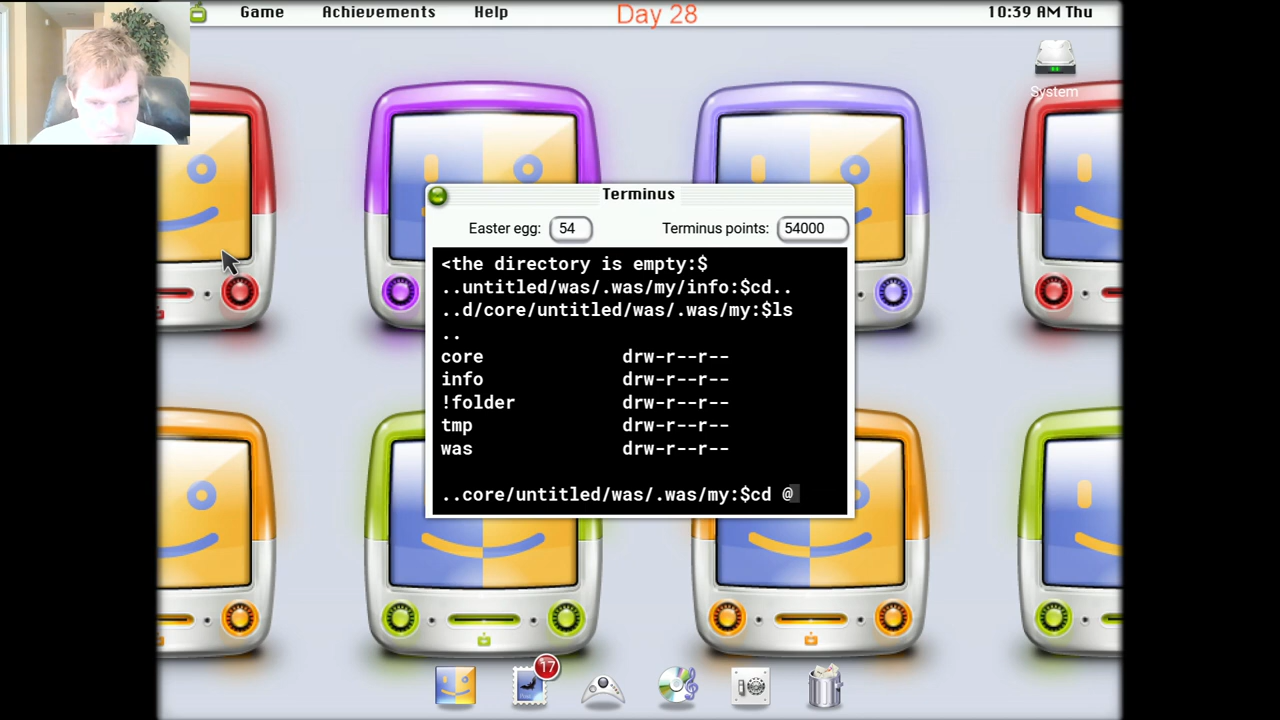 Game Achievements Help Day 28 10:39 AM Thu
System
Terminus
Easter egg: 54 Terminus points: 54000
<the directory is empty:$
..untitled/was/.was/my/info:$cd..
..d/core/untitled/was/.was/my:$ls
..
core drw-r--r--
info drw-r--r--
!folder drw-r--r--
tmp drw-r--r--
was drw-r--r--
..core/untitled/was/.was/my:$cd @
17